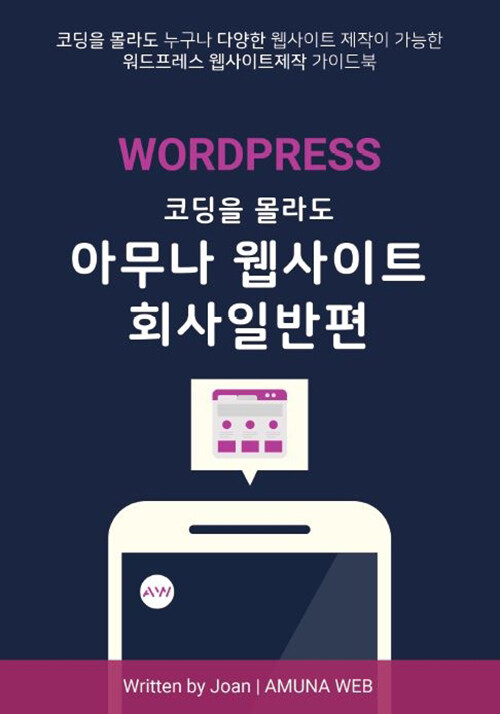 코딩을 몰라도 누구나 다양한 웹사이트 제작이 가능한
워드프레스 웹사이트제작 가이드북
WORDPRESS
코딩을 몰라도
아무나 웹사이트
회사일반편
AW
Written by Joan | AMUNA WEB